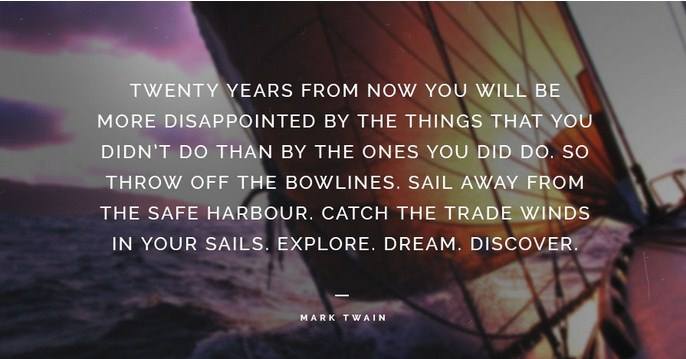 TWENTY YEARS FROM NOW YOU WILL BE
MORE DISAPPOINTED BY THE THINGS THAT YOU
DIDN'T DO THAN BY THE ONES YOU DID DO. SO
THROW OFF THE BOWLINES. SAIL AWAY FROM
THE SAFE HARBOUR. CATCH THE TRADE WINDS
IN YOUR SAILS. EXPLORE. DREAM. DISCOVER.
—
MARK TWAIN